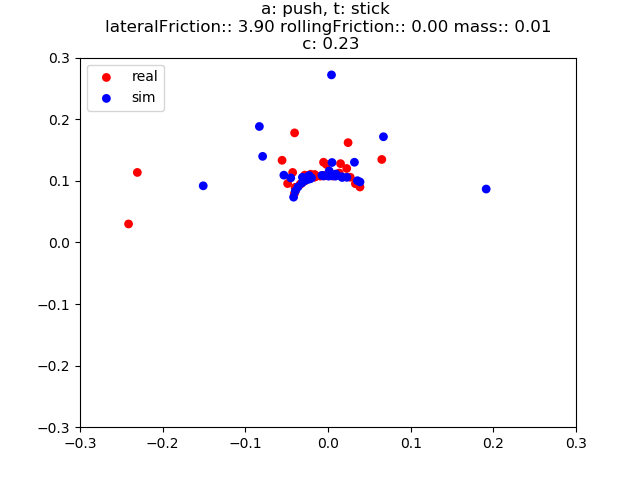 a: push, t: stick
lateralFriction:: 3.90 rollingFriction:: 0.00 mass:: 0.01
c: 0.23
real
sim
0.3
0.2
0.1
0.0
−0.1
−0.2
−0.3
−0.3
−0.2
−0.1
0.0
0.1
0.2
0.3